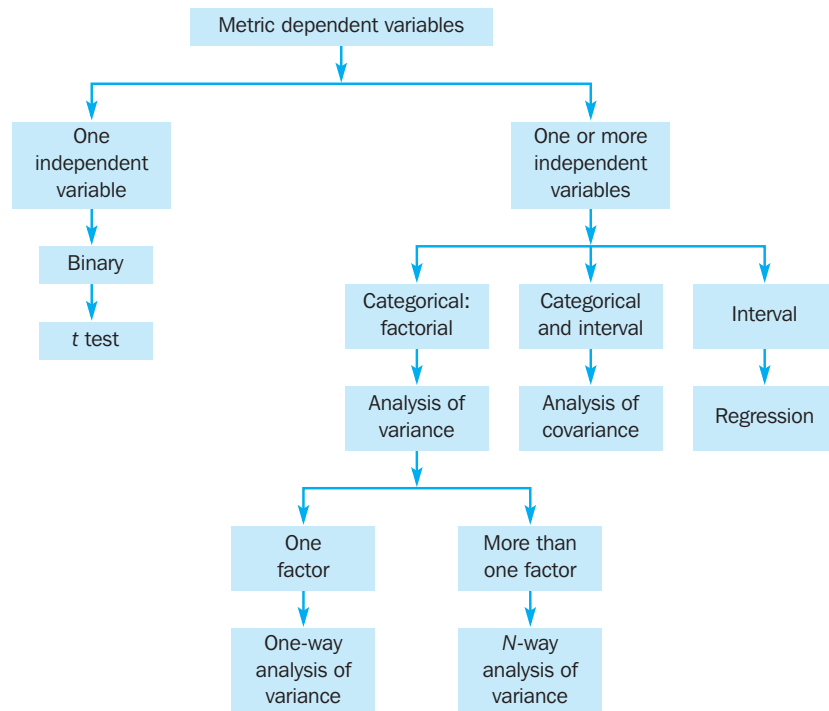 Metric dependent variables
One
independent
variable
One or more
independent
variables
Binary
t test
Categorical:
factorial
Categorical
and interval
Interval
Analysis of
variance
Analysis of
covariance
Regression
One
factor
More than
one factor
One-way
analysis of
variance
N-way
analysis of
variance